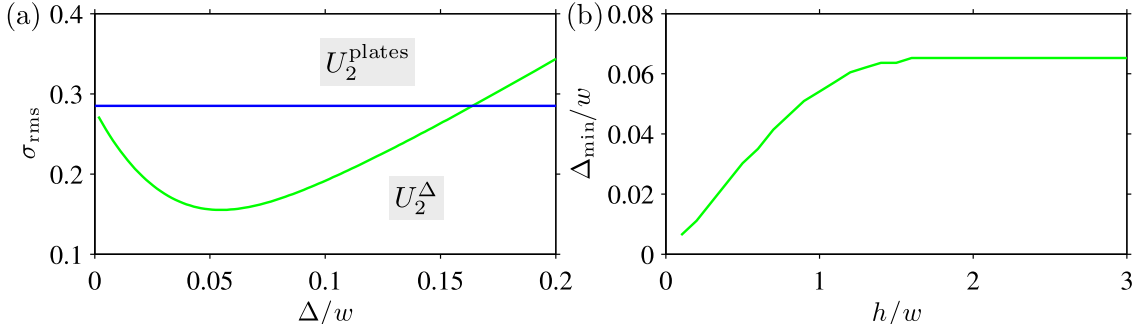 (a)
0.4
0.3
0.2
0.1
σ_rms
U_2^plates
U_2^Δ
0 0.05 0.1 0.15 0.2
Δ/w
(b)
0.08
0.06
0.04
0.02
0
Δ_min/w
0 1 2 3
h/w